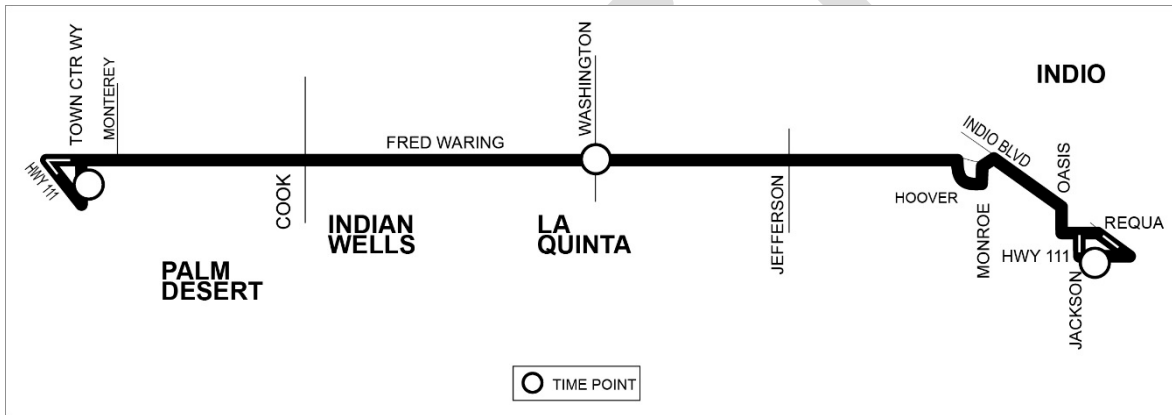 TOWN CTR WY
MONTEREY
WASHINGTON
INDIO
FRED WARING
INDIO BLVD
OASIS
HWY 111
COOK
HOOVER
REQUA
INDIAN
WELLS
LA
QUINTA
JEFFERSON
MONROE
HWY 111
PALM
DESERT
JACKSON
TIME POINT